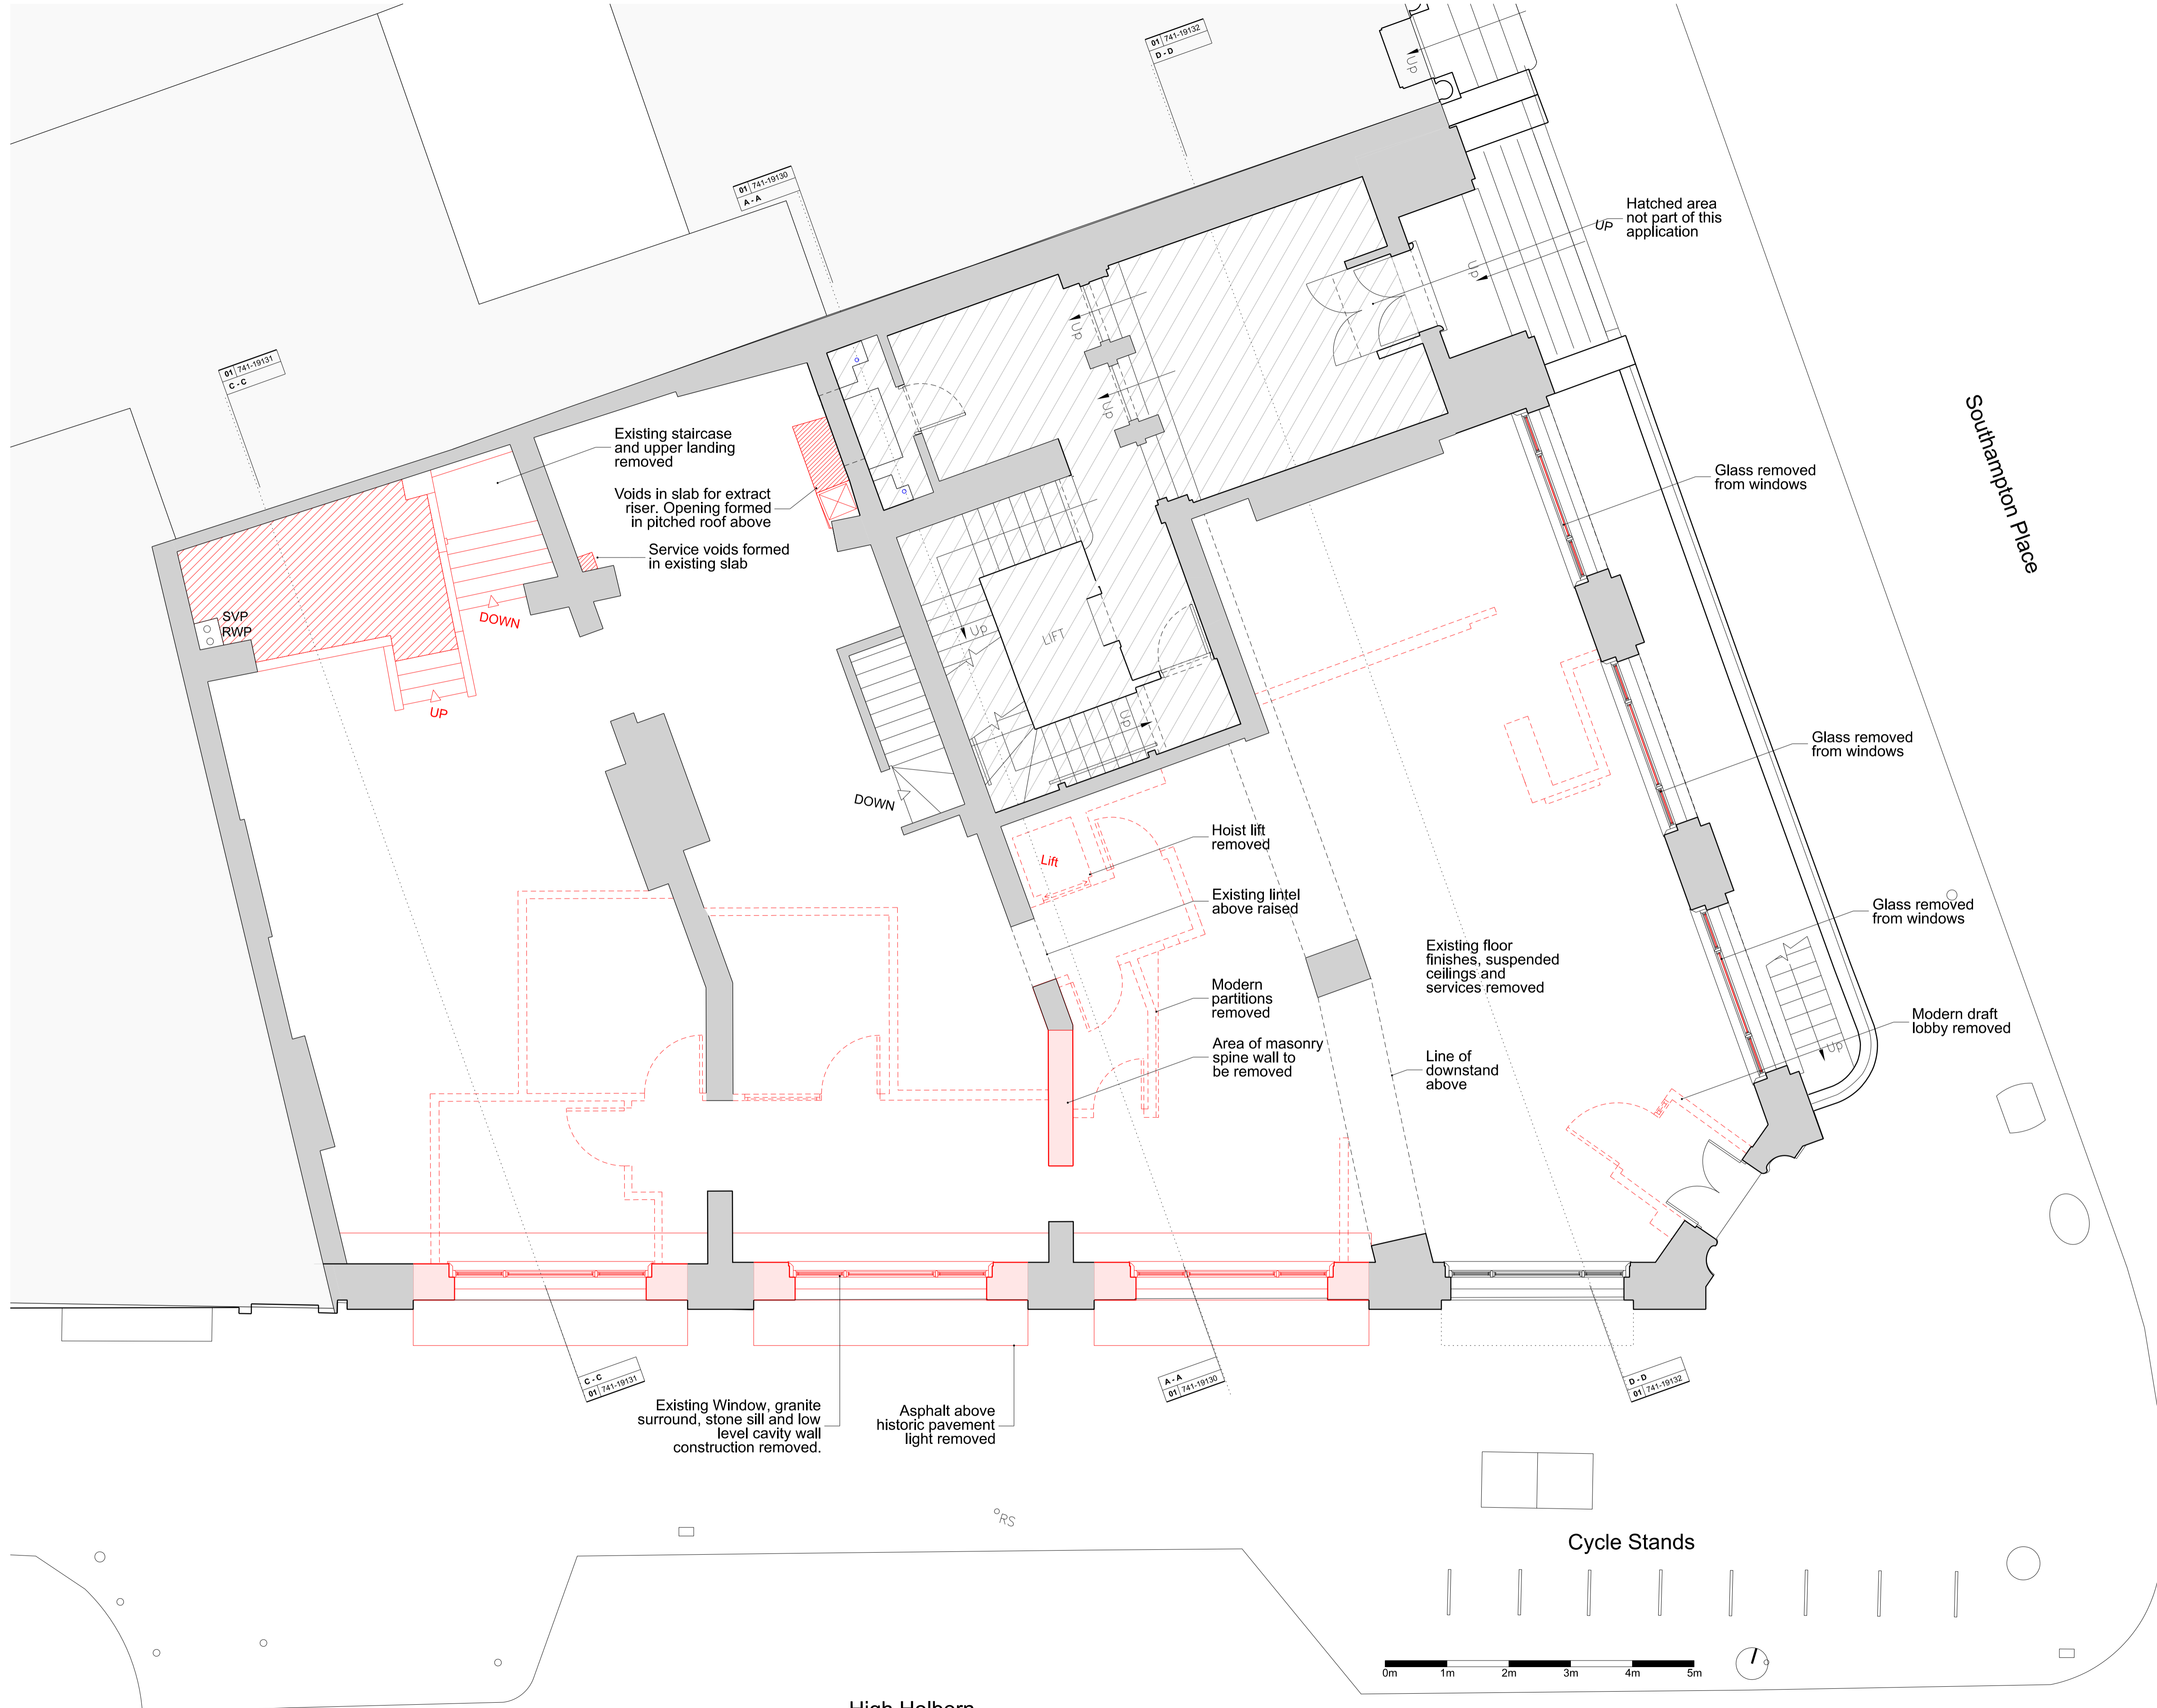 01 741-19132
D - D
Up
01 741-19130
A - A
Hatched area
not part of this
application
UP
Up
Up
Up
01 741-19131
C - C
Southampton Place
Existing staircase
and upper landing
removed
Voids in slab for extract
riser. Opening formed
in pitched roof above
Service voids formed
in existing slab
Glass removed
from windows
SVP
RWP
DOWN
UP
Up
LIFT
Up
DOWN
Glass removed
from windows
Hoist lift
removed
Lift
Existing lintel
above raised
Glass removed
from windows
Existing floor
finishes, suspended
ceilings and
services removed
Modern
partitions
removed
Modern draft
lobby removed
Up
Area of masonry
spine wall to
be removed
Line of
downstand
above
C - C
01 741-19131
A - A
01 741-19130
D - D
01 741-19132
Existing Window, granite
surround, stone sill and low
level cavity wall
construction removed.
Asphalt above
historic pavement
light removed
RS
Cycle Stands
0m 1m 2m 3m 4m 5m
High Holborn